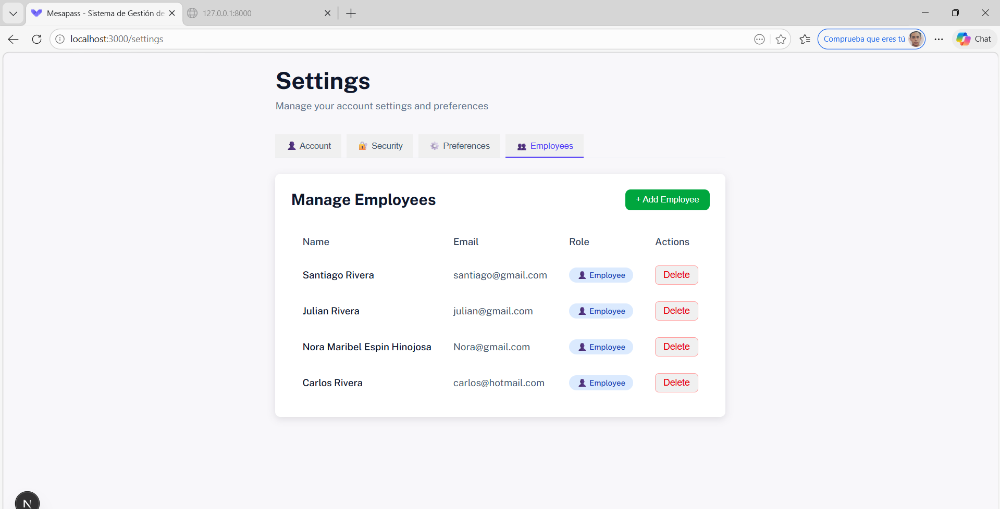 Mesapass - Sistema de Gestión de
127.0.0.1:8000
localhost:3000/settings
Comprueba que eres tú
Chat
Settings
Manage your account settings and preferences
Account Security Preferences Employees
Manage Employees
+ Add Employee
Name Email Role Actions
Santiago Rivera santiago@gmail.com Employee Delete
Julian Rivera julian@gmail.com Employee Delete
Nora Maribel Espin Hinojosa Nora@gmail.com Employee Delete
Carlos Rivera carlos@hotmail.com Employee Delete
N